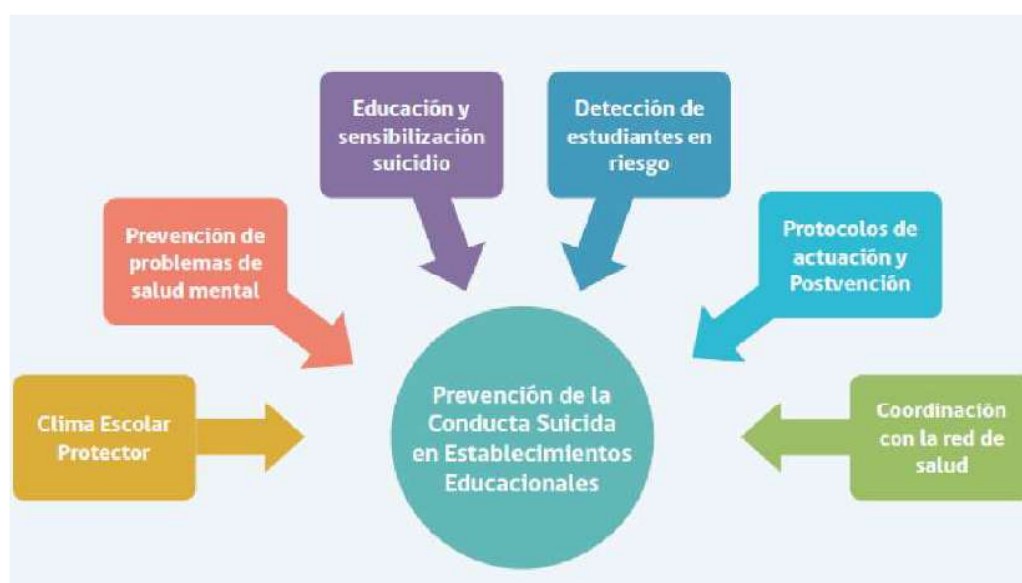 Educación y
sensibilización
suicidio
Detección de
estudiantes en
riesgo
Prevención de
problemas de
salud mental
Protocolos de
actuación y
Postvención
Clima Escolar
Protector
Prevención de la
Conducta Suicida
en Establecimientos
Educacionales
Coordinación
con la red de
salud